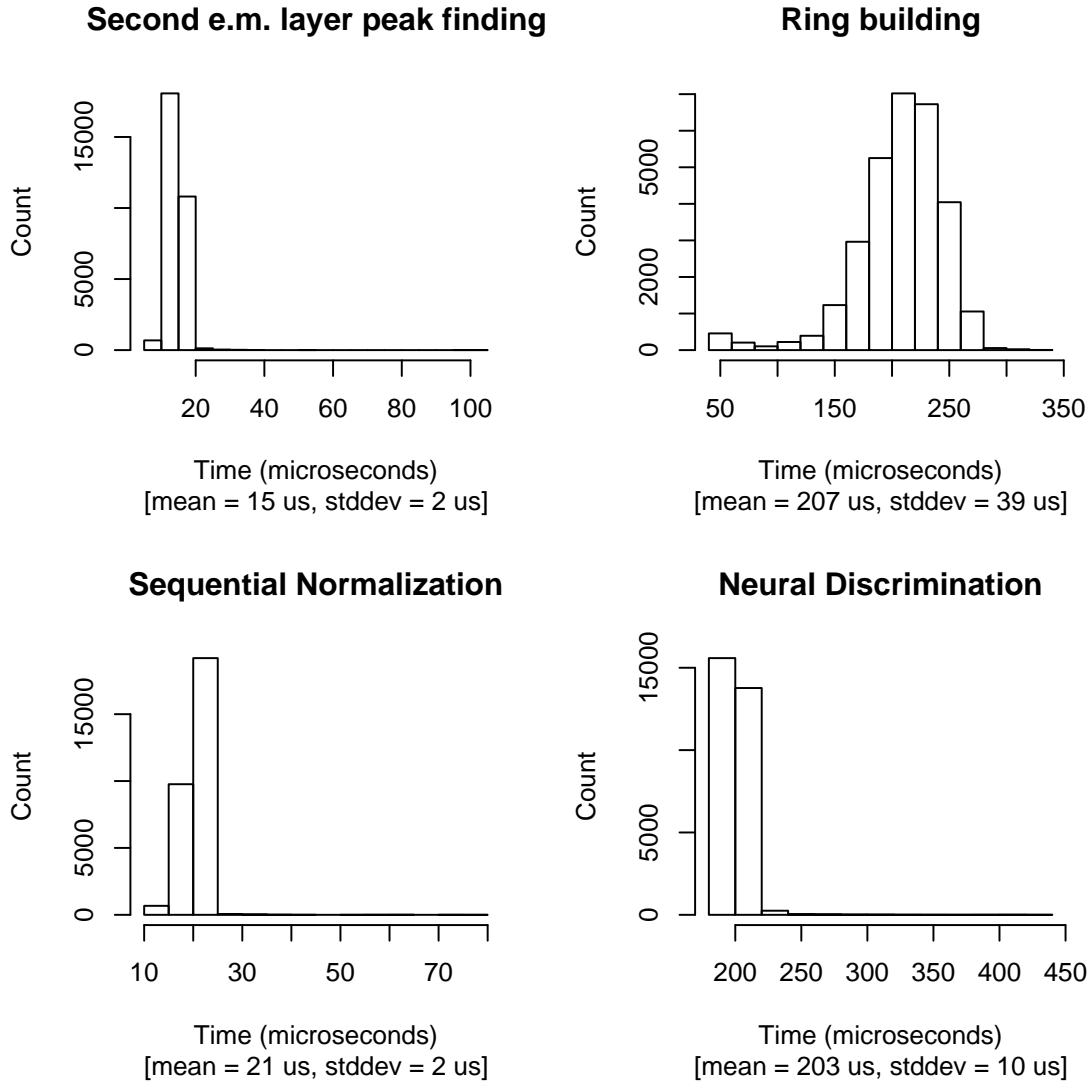 Second e.m. layer peak finding
Count
0
5000
15000
20 40 60 80 100
Time (microseconds)
[mean = 15 us, stddev = 2 us]
Ring building
Count
0
2000
5000
50 150 250 350
Time (microseconds)
[mean = 207 us, stddev = 39 us]
Sequential Normalization
Count
0
5000
15000
10 30 50 70
Time (microseconds)
[mean = 21 us, stddev = 2 us]
Neural Discrimination
Count
0
5000
15000
200 250 300 350 400 450
Time (microseconds)
[mean = 203 us, stddev = 10 us]